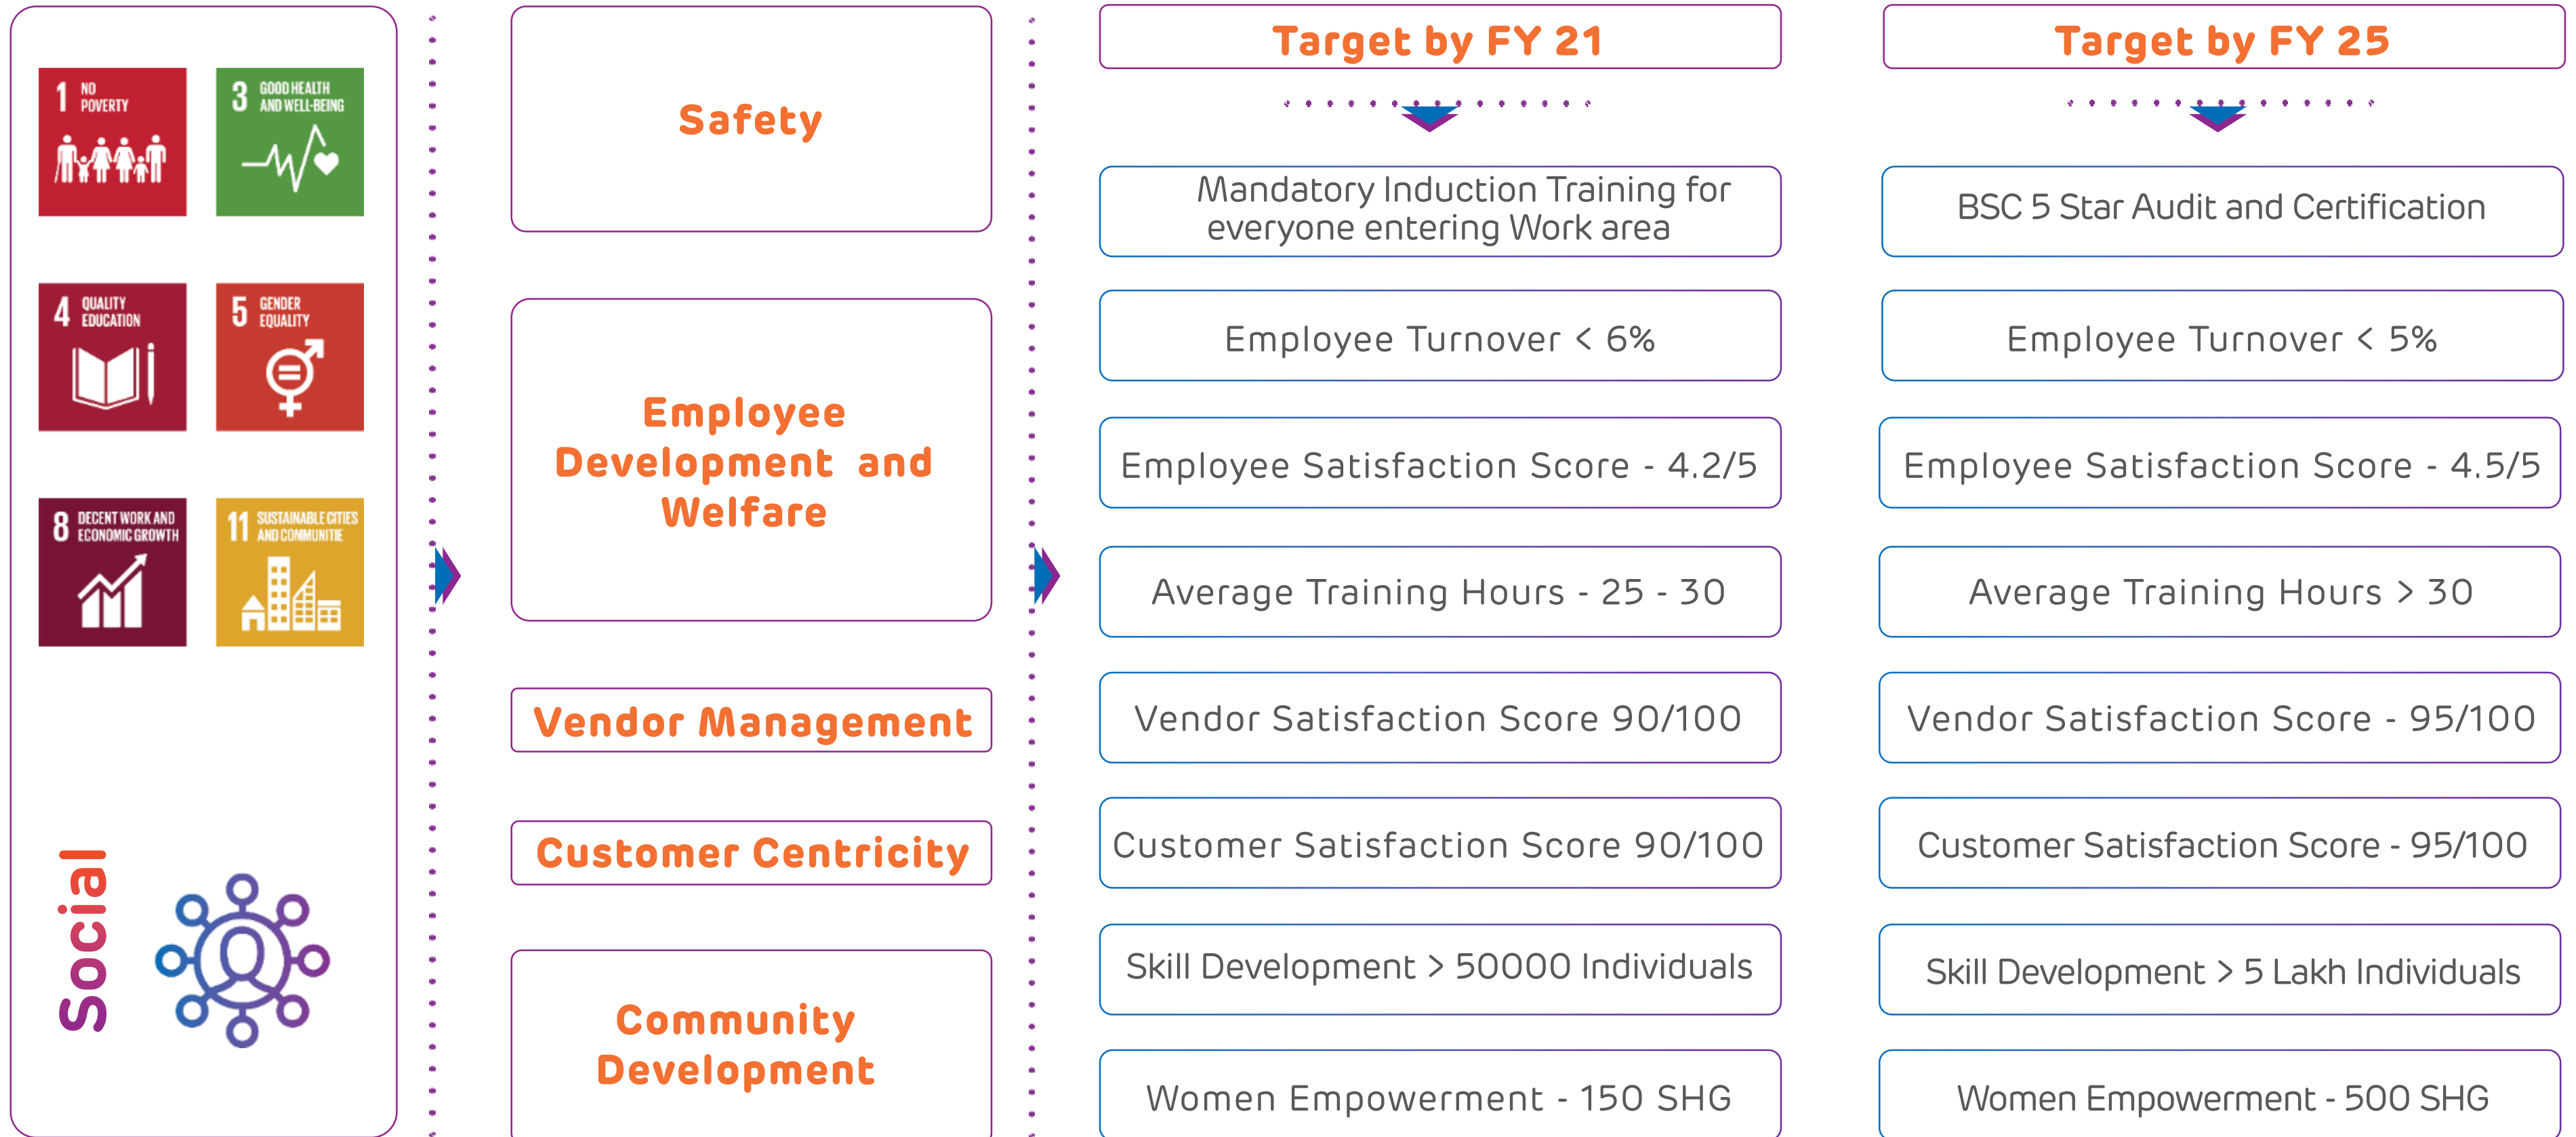 1 NO
POVERTY
3 GOOD HEALTH
AND WELL-BEING
4 QUALITY
EDUCATION
5 GENDER
EQUALITY
8 DECENT WORK AND
ECONOMIC GROWTH
11 SUSTAINABLE CITIES
AND COMMUNITIE
Social
Safety
Employee
Development and
Welfare
Vendor Management
Customer Centricity
Community
Development
Target by FY 21
Mandatory Induction Training for
everyone entering Work area
Employee Turnover < 6%
Employee Satisfaction Score - 4.2/5
Average Training Hours - 25 - 30
Vendor Satisfaction Score 90/100
Customer Satisfaction Score 90/100
Skill Development > 50000 Individuals
Women Empowerment - 150 SHG
Target by FY 25
BSC 5 Star Audit and Certification
Employee Turnover < 5%
Employee Satisfaction Score - 4.5/5
Average Training Hours > 30
Vendor Satisfaction Score - 95/100
Customer Satisfaction Score - 95/100
Skill Development > 5 Lakh Individuals
Women Empowerment - 500 SHG